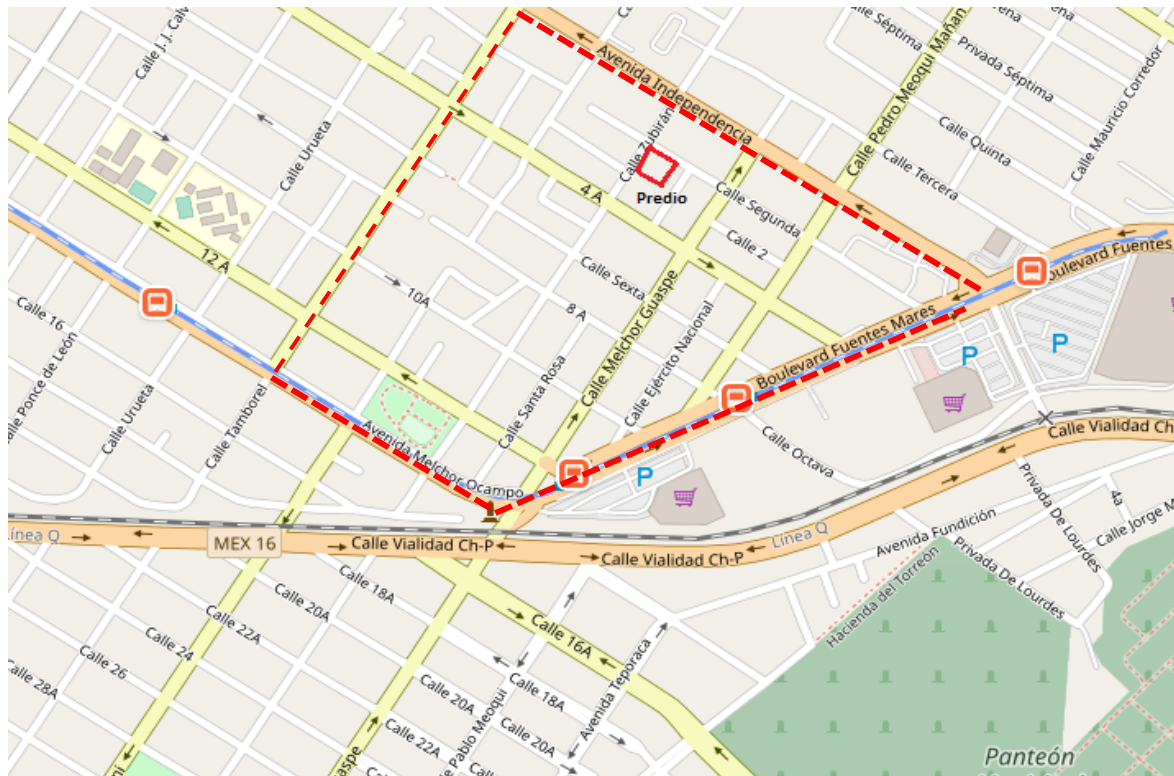 Calle J. J. Calv
Calle Urueta
Avenida Independencia
Calle Zubirán
Predio
Calle Séptima
Privada Séptima
Calle Pedro Meoqui Mañan
Calle Mauricio Corredor
Calle Quinta
Calle Tercera
4 A
Calle Segunda
Calle 2
12 A
10A
Calle Sexta
8 A
Calle Melchor Guaspe
Calle Ejército Nacional
Boulevard Fuentes
Boulevard Fuentes Mares
P
P
P
Calle 16
Calle Ponce de León
Calle Urueta
Calle Tamborel
Calle Santa Rosa
Avenida Melchor Ocampo
Calle Octava
Calle Vialidad Ch-P
Línea Q
MEX 16
Calle Vialidad Ch-P
Calle Vialidad Ch-P
Línea Q
Avenida Fundición
Privada De Lourdes
4a
Calle Jorge M
Privada De Lourdes
Hacienda del Torreón
Calle 18A
Calle 20A
Calle 22A
Calle 24
Calle 26
Calle 28A
Calle 16A
Calle 18A
Calle 20A
Calle 20A
Calle 22A
Avenida Teporaca
Calle Pablo Meoqui
Guaspe
Panteón